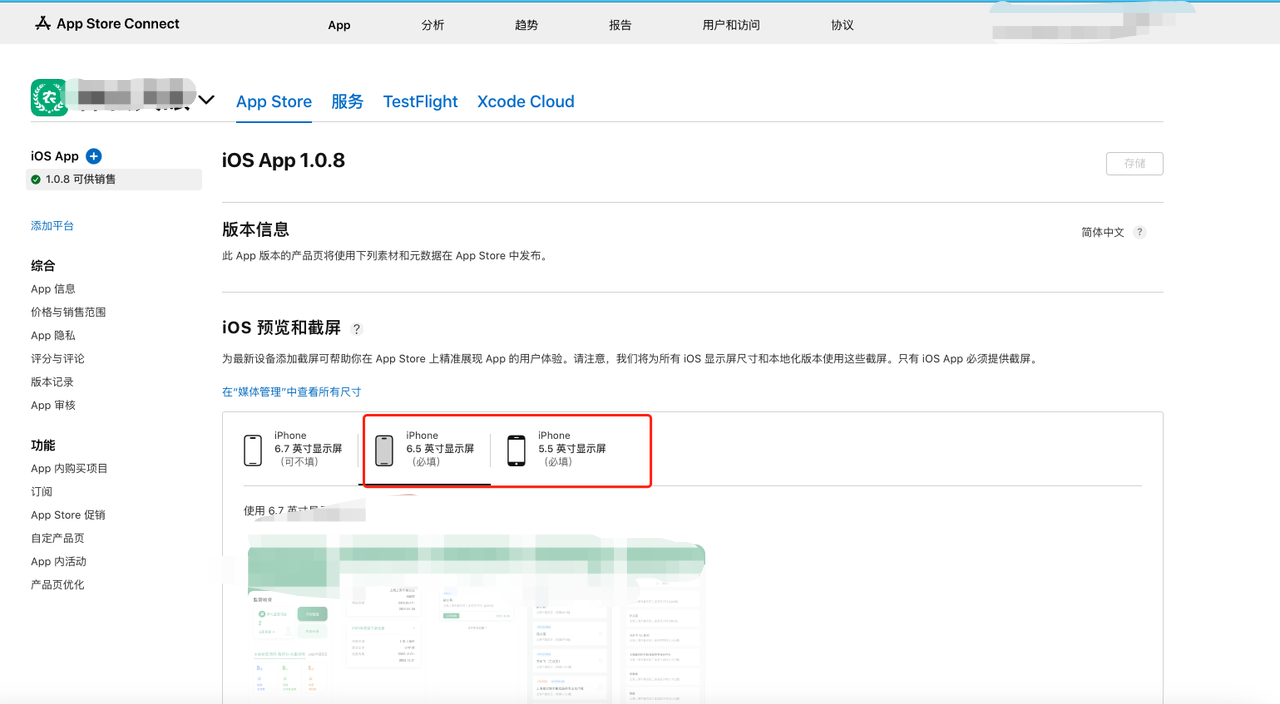 App Store Connect
App 分析 趋势 报告 用户和访问 协议
农
App Store 服务 TestFlight Xcode Cloud
iOS App
1.0.8 可供销售
添加平台
综合
App 信息
价格与销售范围
App 隐私
评分与评论
版本记录
App 审核
功能
App 内购买项目
订阅
App Store 促销
自定产品页
App 内活动
产品页优化
iOS App 1.0.8
存储
版本信息
简体中文 ?
此 App 版本的产品页将使用下列素材和元数据在 App Store 中发布。
iOS 预览和截屏 ?
为最新设备添加截屏可帮助你在 App Store 上精准展现 App 的用户体验。请注意，我们将为所有 iOS 显示屏尺寸和本地化版本使用这些截屏。只有 iOS App 必须提供截屏。
在“媒体管理”中查看所有尺寸
iPhone
6.7 英寸显示屏
（可不填）
iPhone
6.5 英寸显示屏
（必填）
iPhone
5.5 英寸显示屏
（必填）
使用 6.7 英寸显示